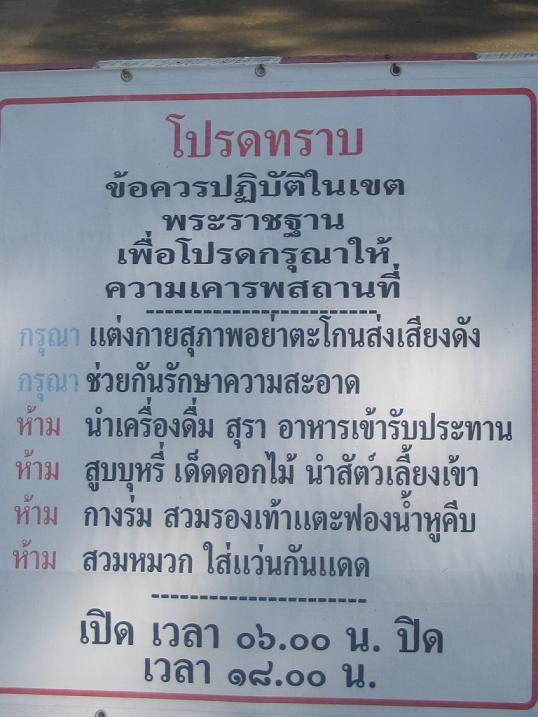 โปรดทราบ
ข้อควรปฏิบัติในเขต
พระราชฐาน
เพื่อโปรดกรุณาให้
ความเคารพสถานที่
กรุณา แต่งกายสุภาพอย่าตะโกนส่งเสียงดัง
กรุณา ช่วยกันรักษาความสะอาด
ห้าม นำเครื่องดื่ม สุรา อาหารเข้ารับประทาน
ห้าม สูบบุหรี่ เด็ดดอกไม้ นำสัตว์เลี้ยงเข้า
ห้าม กางร่ม สวมรองเท้าแตะฟองน้ำหูคีบ
ห้าม สวมหมวก ใส่แว่นกันแดด
เปิด เวลา ๐๖.๐๐ น. ปิด
เวลา ๑๘.๐๐ น.